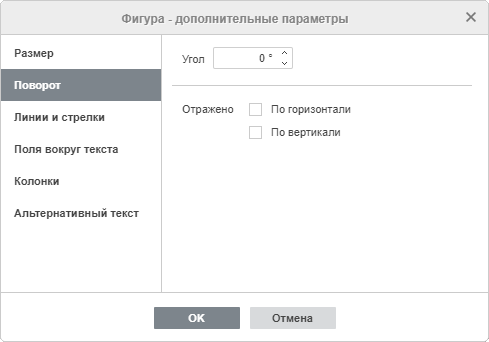 Фигура - дополнительные параметры
Размер
Поворот
Линии и стрелки
Поля вокруг текста
Колонки
Альтернативный текст
Угол 0 °
Отражено По горизонтали
По вертикали
OK Отмена